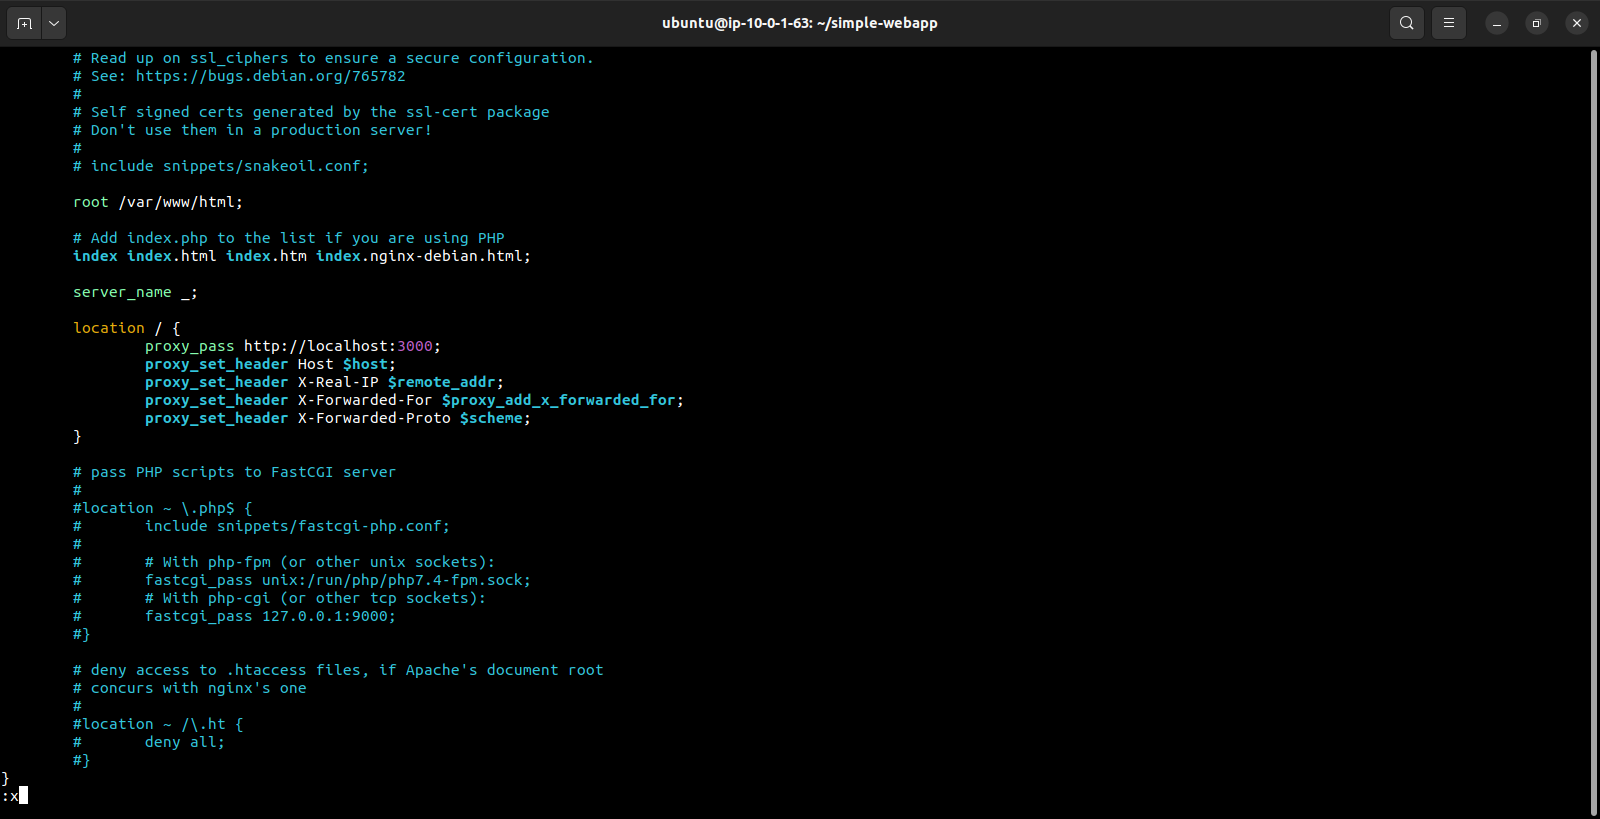 ubuntu@ip-10-0-1-63: ~/simple-webapp
# Read up on ssl_ciphers to ensure a secure configuration.
# See: https://bugs.debian.org/765782
#
# Self signed certs generated by the ssl-cert package
# Don't use them in a production server!
#
# include snippets/snakeoil.conf;
root /var/www/html;
# Add index.php to the list if you are using PHP
index index.html index.htm index.nginx-debian.html;
server_name _;
location / {
proxy_pass http://localhost:3000;
proxy_set_header Host $host;
proxy_set_header X-Real-IP $remote_addr;
proxy_set_header X-Forwarded-For $proxy_add_x_forwarded_for;
proxy_set_header X-Forwarded-Proto $scheme;
}
# pass PHP scripts to FastCGI server
#
#location ~ \.php$ {
#       include snippets/fastcgi-php.conf;
#
#       # With php-fpm (or other unix sockets):
#       fastcgi_pass unix:/run/php/php7.4-fpm.sock;
#       # With php-cgi (or other tcp sockets):
#       fastcgi_pass 127.0.0.1:9000;
#}
# deny access to .htaccess files, if Apache's document root
# concurs with nginx's one
#
#location ~ /\.ht {
#       deny all;
#}
}
:x